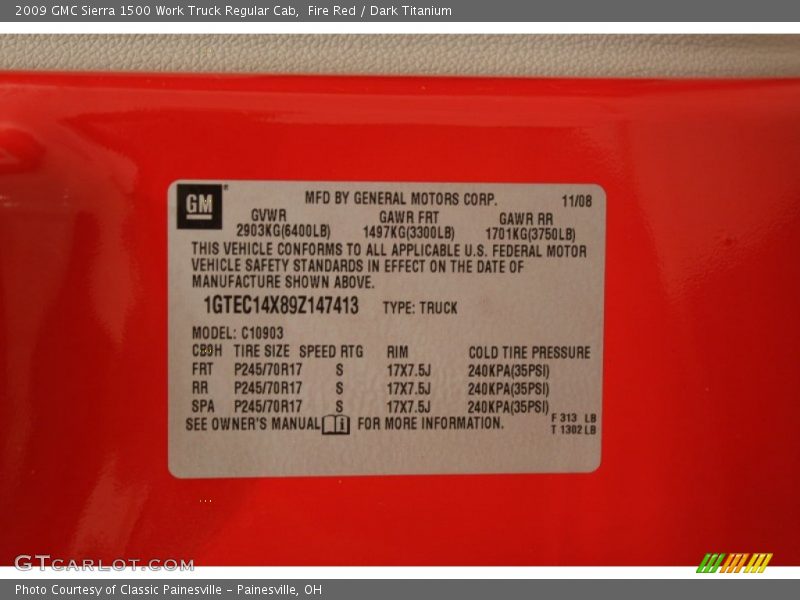 2009 GMC Sierra 1500 Work Truck Regular Cab, Fire Red / Dark Titanium
GM
MFD BY GENERAL MOTORS CORP. 11/08
GVWR GAWR FRT GAWR RR
2903KG(6400LB) 1497KG(3300LB) 1701KG(3750LB)
THIS VEHICLE CONFORMS TO ALL APPLICABLE U.S. FEDERAL MOTOR
VEHICLE SAFETY STANDARDS IN EFFECT ON THE DATE OF
MANUFACTURE SHOWN ABOVE.
1GTEC14X89Z147413 TYPE: TRUCK
MODEL: C10903
TIRE SIZE SPEED RTG RIM COLD TIRE PRESSURE
FRT P245/70R17 S 17X7.5J 240KPA(35PSI)
RR P245/70R17 S 17X7.5J 240KPA(35PSI)
SPA P245/70R17 S 17X7.5J 240KPA(35PSI)
SEE OWNER'S MANUAL FOR MORE INFORMATION.
F 313 LB
T 1302 LB
GTCARLOT.COM
Photo Courtesy of Classic Painesville - Painesville, OH